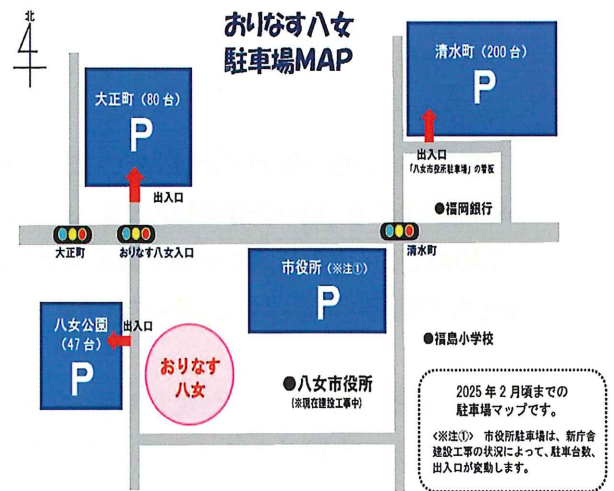 北
おりなす八女
駐車場MAP
清水町（200台）
P
大正町（80台）
P
出入口
出入口
「八女市役所駐車場」の看板
●福岡銀行
大正町
おりなす八女入口
清水町
市役所（※注①）
P
八女公園
（47台）
P
出入口
おりなす
八女
●福島小学校
●八女市役所
（※現在建設工事中）
2025年2月頃までの
駐車場マップです。
<※注①>　市役所駐車場は、新庁舎
建設工事の状況によって、駐車台数、
出入口が変動します。